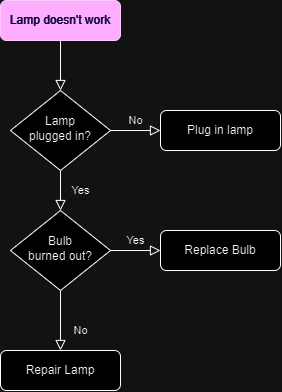 Lamp doesn't work
Lamp
plugged in?
No
Plug in lamp
Yes
Bulb
burned out?
Yes
Replace Bulb
No
Repair Lamp